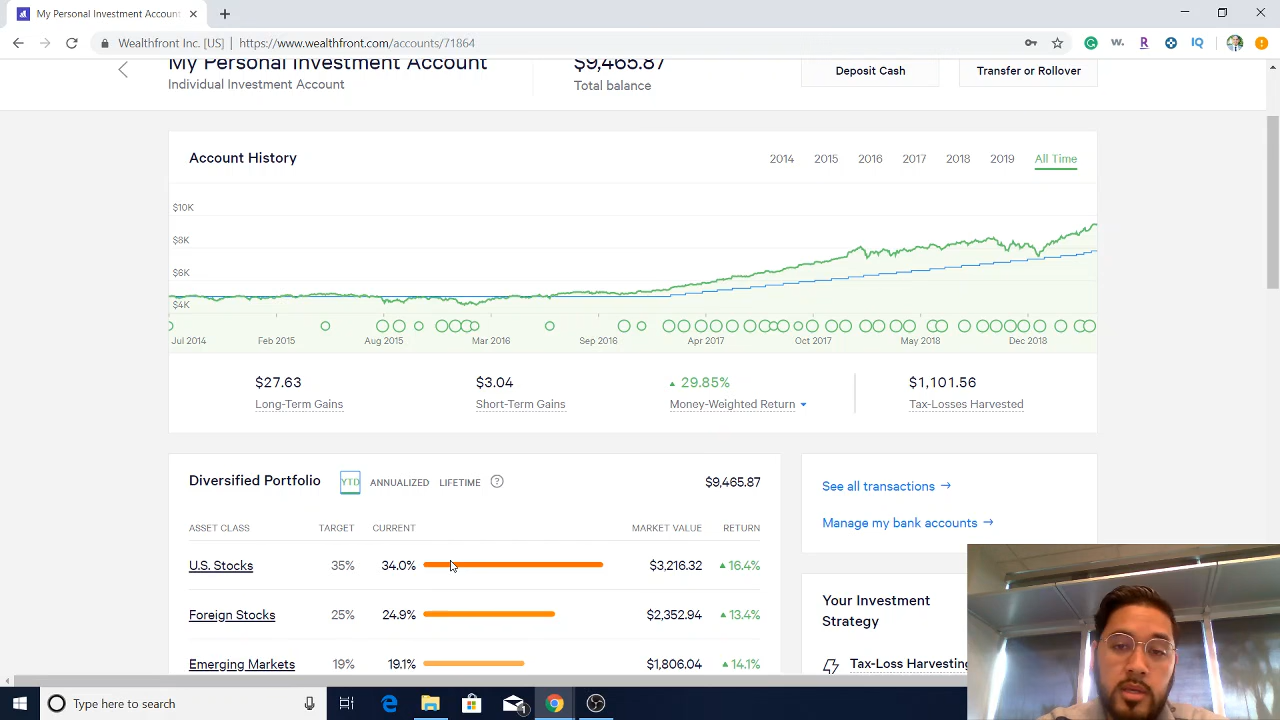 My Personal Investment Account
Wealthfront Inc. [US] | https://www.wealthfront.com/accounts/71864
w.
R
IQ
My Personal Investment Account
$9,465.87
Individual Investment Account
Total balance
Deposit Cash
Transfer or Rollover
Account History
2014 2015 2016 2017 2018 2019 All Time
$10K
$8K
$6K
$4K
Jul 2014 Feb 2015 Aug 2015 Mar 2016 Sep 2016 Apr 2017 Oct 2017 May 2018 Dec 2018
$27.63 $3.04 29.85% $1,101.56
Long-Term Gains Short-Term Gains Money-Weighted Return Tax-Losses Harvested
Diversified Portfolio YTD ANNUALIZED LIFETIME ? $9,465.87
ASSET CLASS TARGET CURRENT MARKET VALUE RETURN
U.S. Stocks 35% 34.0% $3,216.32 16.4%
Foreign Stocks 25% 24.9% $2,352.94 13.4%
Emerging Markets 19% 19.1% $1,806.04 14.1%
See all transactions
Manage my bank accounts
Your Investment
Strategy
Tax-Loss Harvesting
Type here to search
1